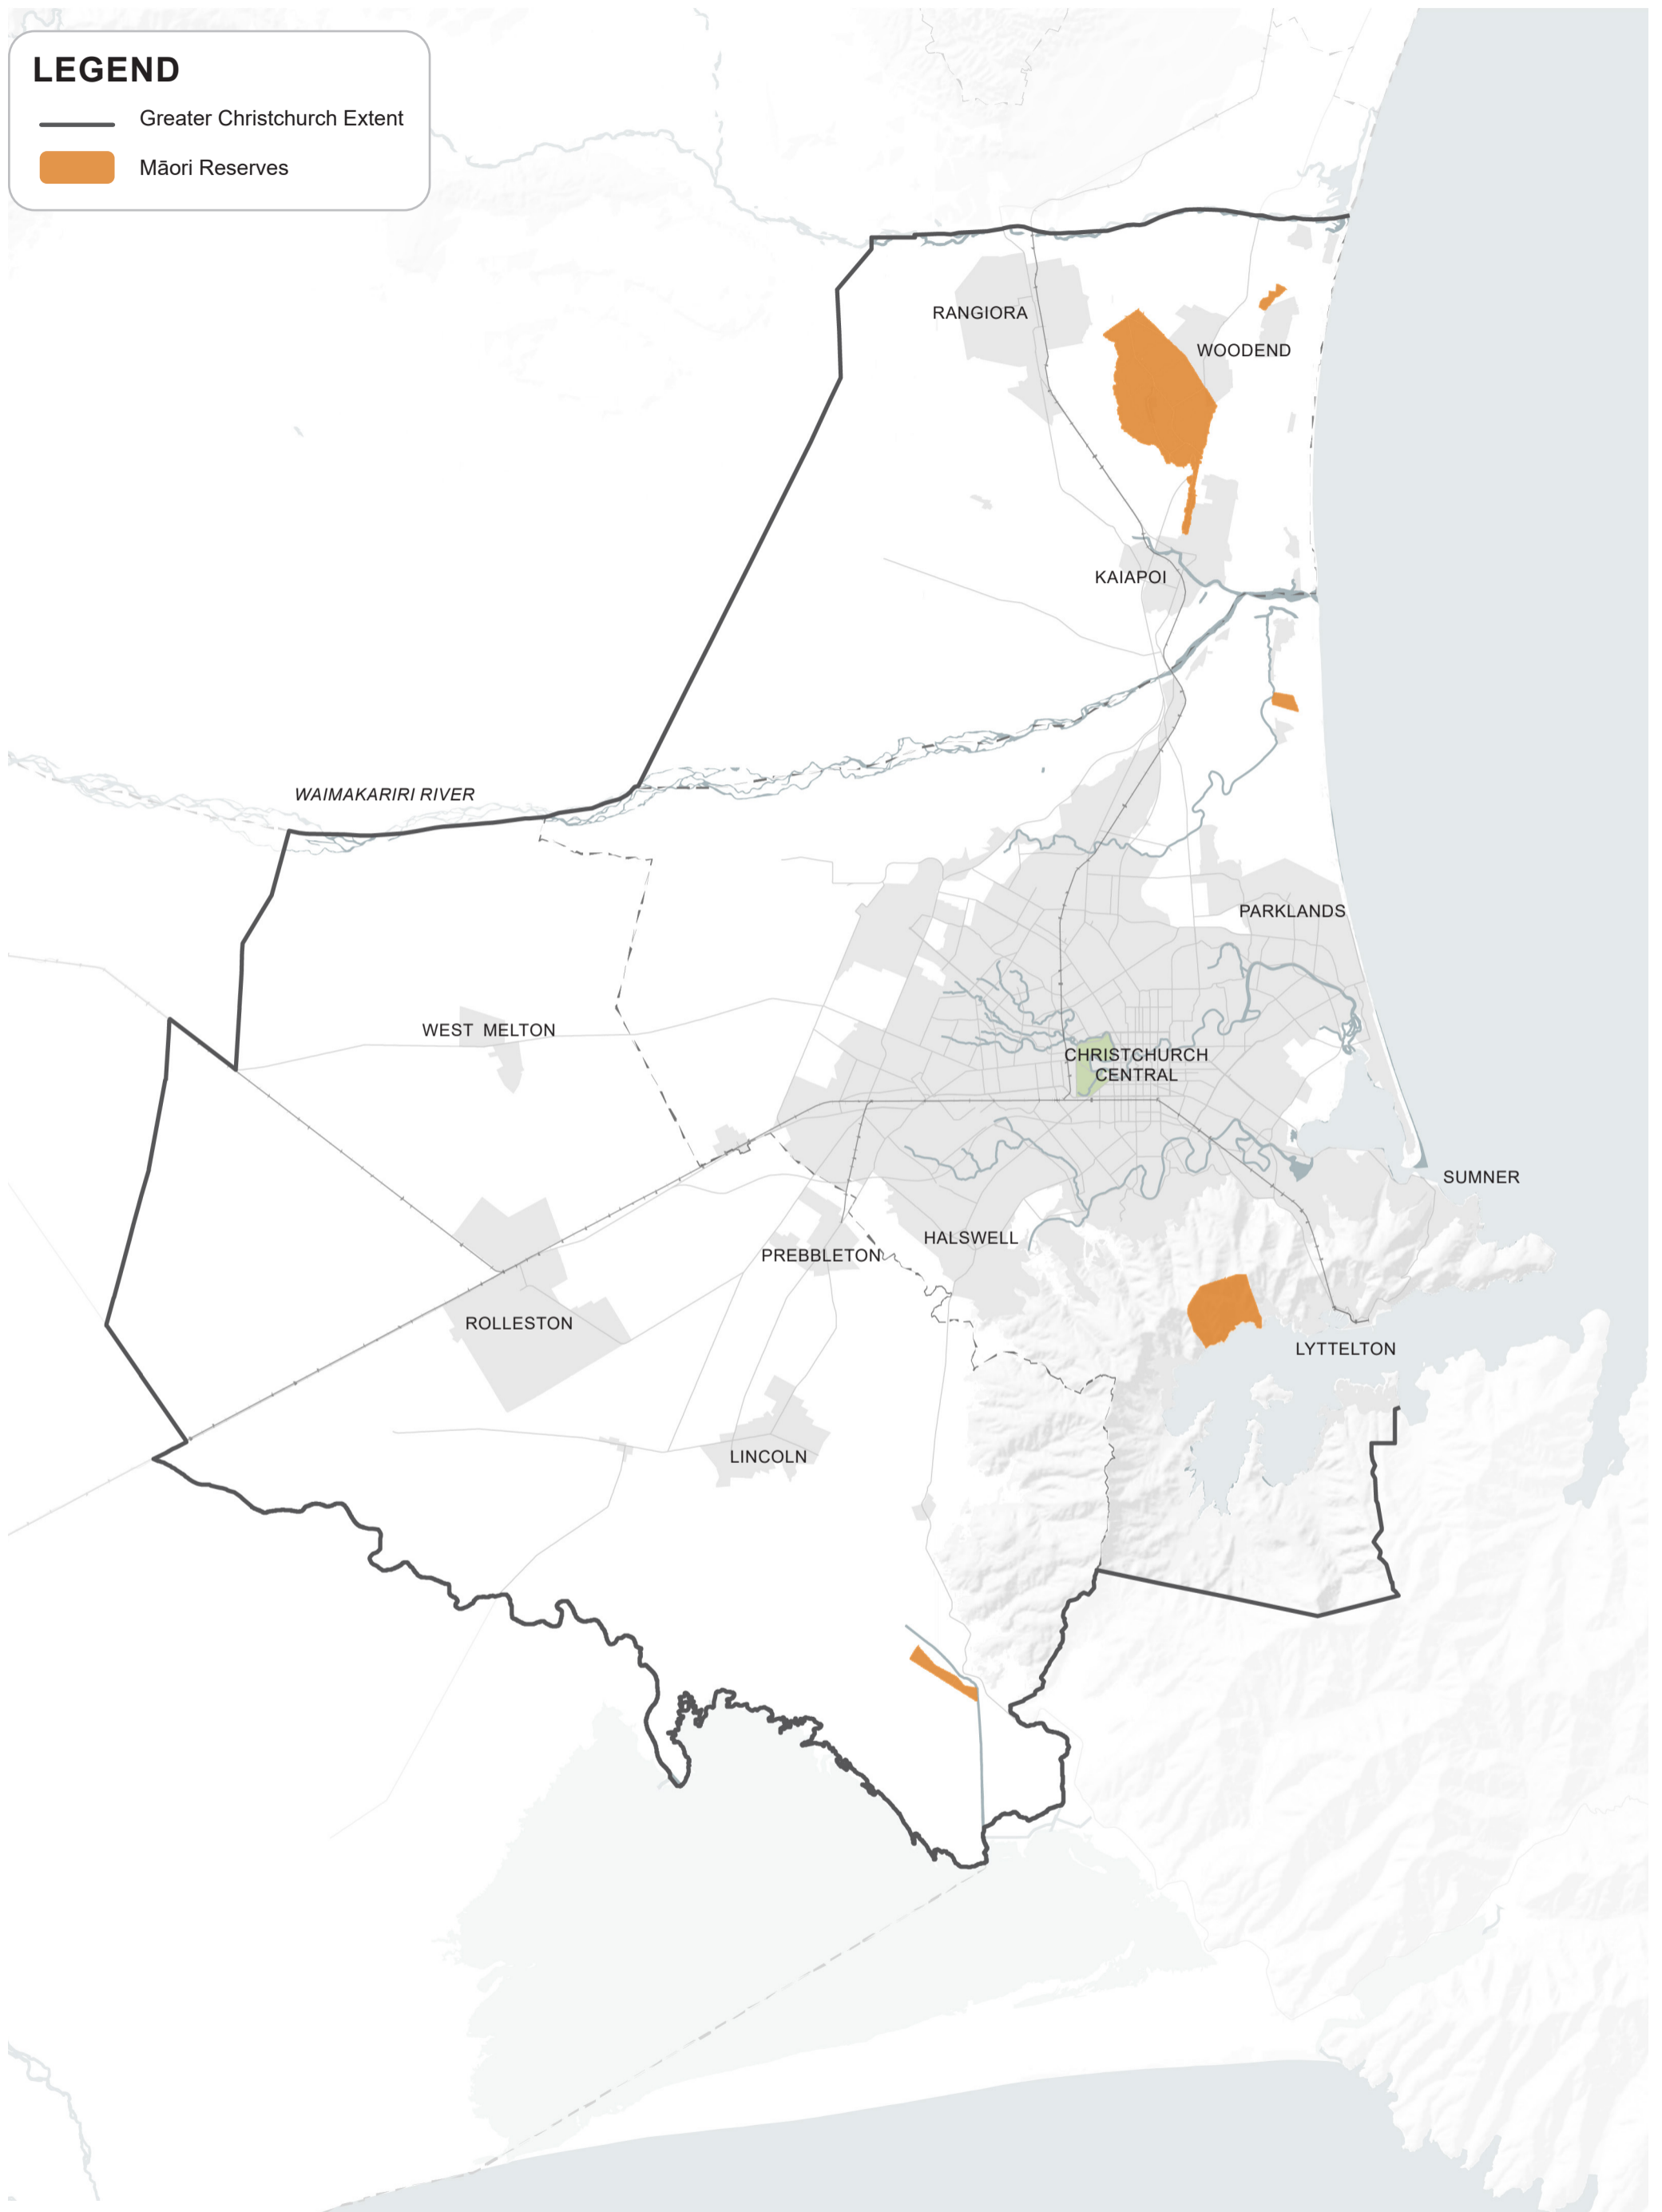 LEGEND
Greater Christchurch Extent
Māori Reserves
RANGIORA
WOODEND
KAIAPOI
WAIMAKARIRI RIVER
PARKLANDS
WEST MELTON
CHRISTCHURCH
CENTRAL
SUMNER
HALSWELL
PREBBLETON
ROLLESTON
LYTTELTON
LINCOLN